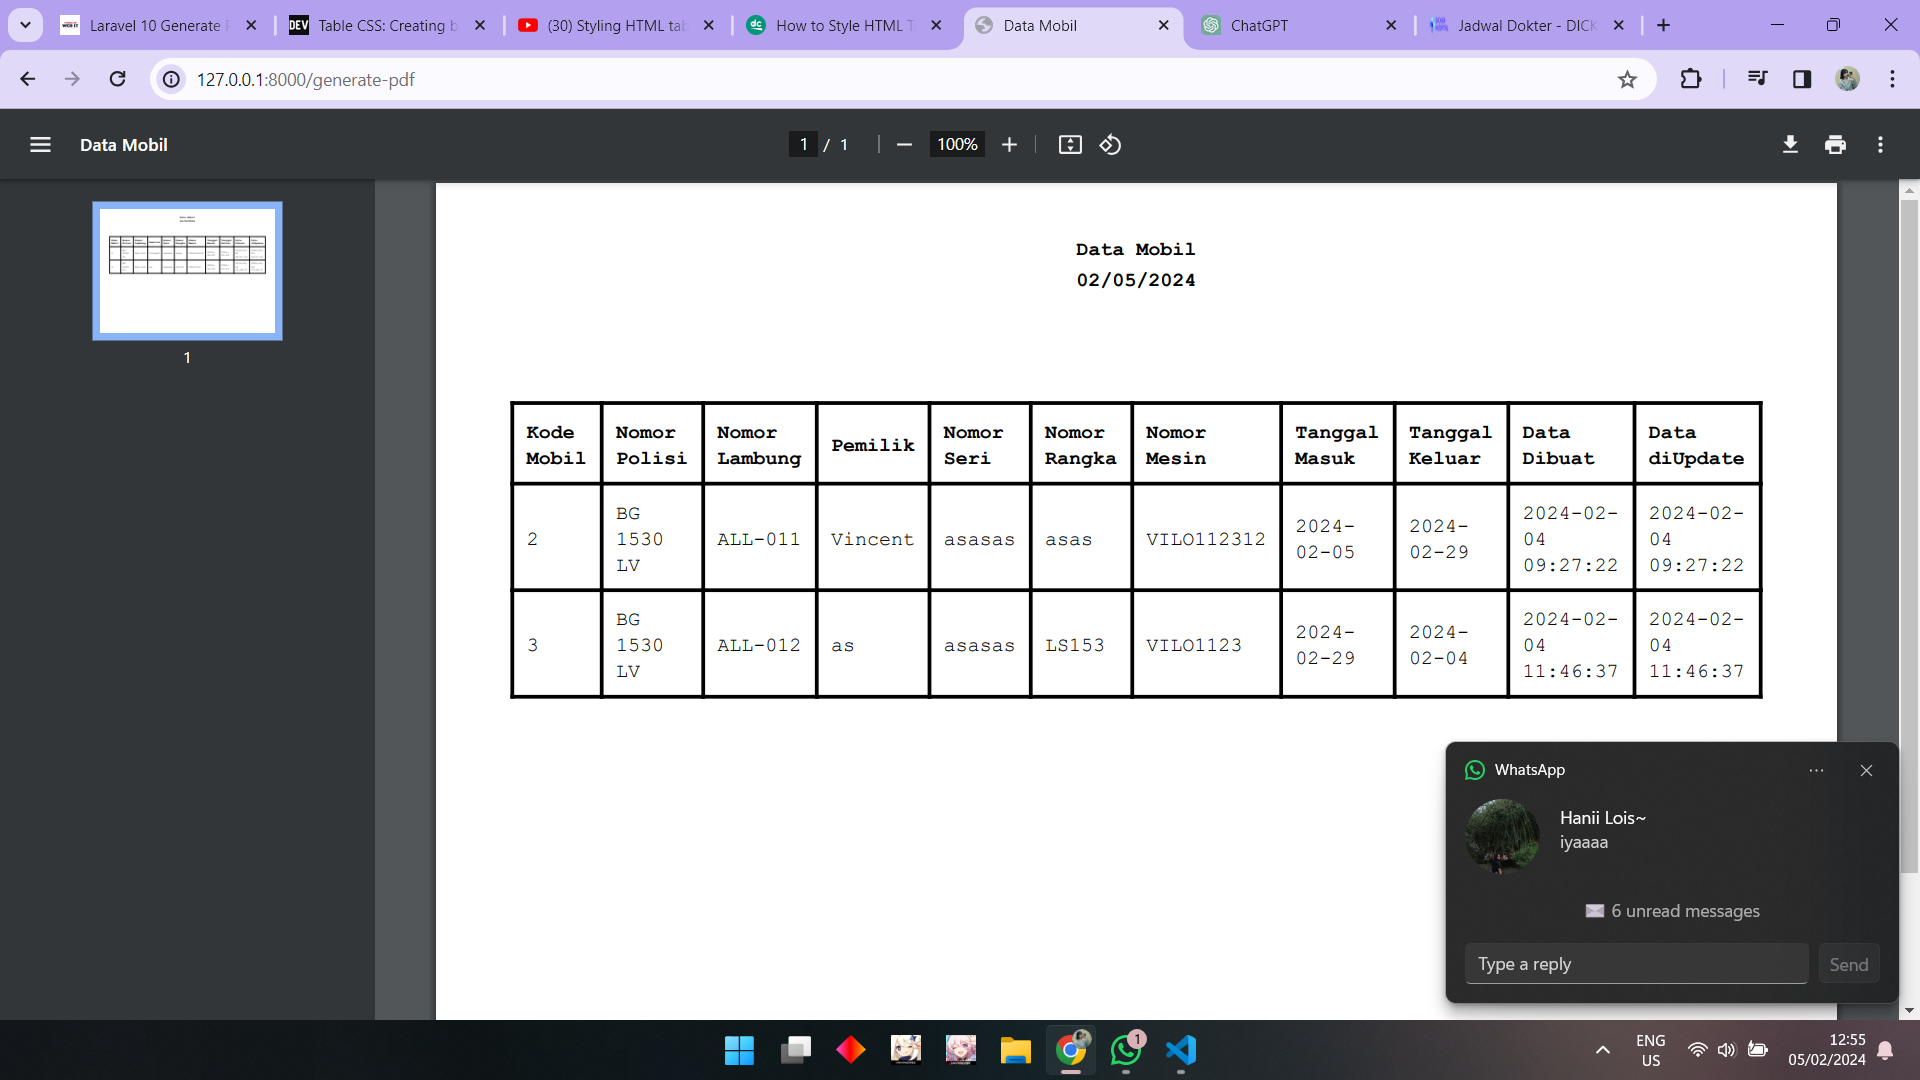 Laravel 10 Generate P
DEV Table CSS: Creating b
(30) Styling HTML tab
How to Style HTML T
Data Mobil
ChatGPT
Jadwal Dokter - DICK
127.0.0.1:8000/generate-pdf
Data Mobil
1 / 1
100%
1
Data Mobil
02/05/2024
Kode Mobil Nomor Polisi Nomor Lambung Pemilik Nomor Seri Nomor Rangka Nomor Mesin Tanggal Masuk Tanggal Keluar Data Dibuat Data diUpdate
2 BG 1530 LV ALL-011 Vincent asasas asas VILO112312 2024-02-05 2024-02-29 2024-02-04 09:27:22 2024-02-04 09:27:22
3 BG 1530 LV ALL-012 as asasas LS153 VILO1123 2024-02-29 2024-02-04 2024-02-04 11:46:37 2024-02-04 11:46:37
WhatsApp
Hanii Lois~
iyaaaa
6 unread messages
Type a reply
Send
1
ENG
US
12:55
05/02/2024